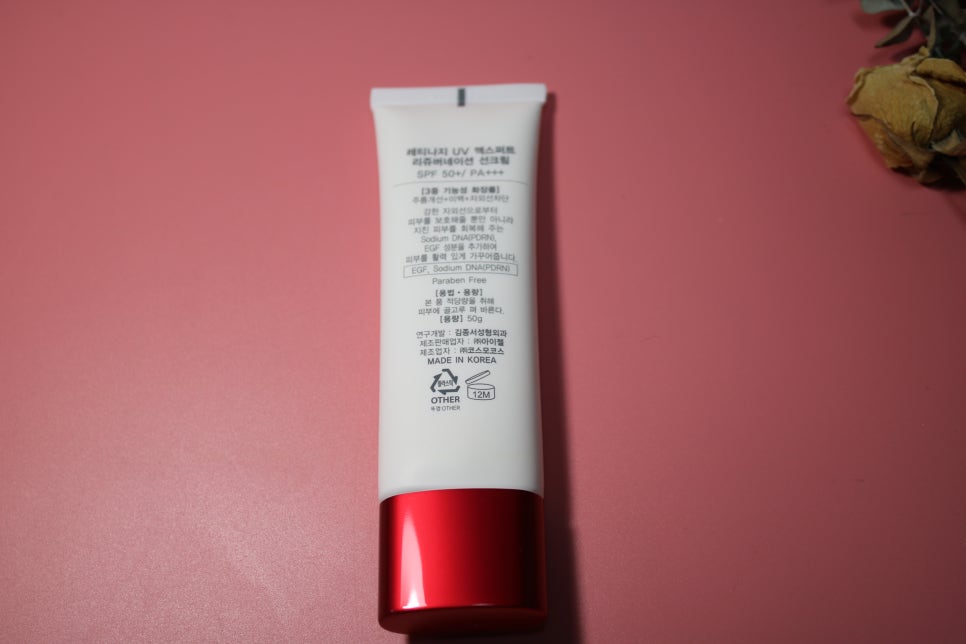 레티나지 UV 엑스퍼트
리쥬버네이션 선크림
SPF 50+/ PA+++
[3중 기능성 화장품]
주름개선+미백+자외선차단
강한 자외선으로부터
피부를 보호해줄 뿐만 아니라
지친 피부를 회복해 주는
Sodium DNA(PDRN),
EGF 성분을 추가하여
피부를 활력 있게 가꾸어줍니다.
EGF, Sodium DNA(PDRN)
Paraben Free
[용법・용량]
본 품 적당량을 취해
피부에 골고루 펴 바른다.
[용량] 50g
연구개발 : 김종서성형외과
제조판매업자 : ㈜아이젤
제조업자 : ㈜코스모코스
MADE IN KOREA
플라스틱
OTHER
뚜껑:OTHER
12M